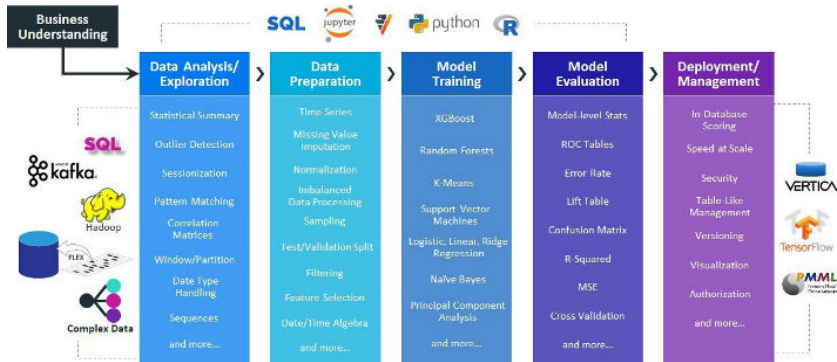 Business
Understanding
SQL
jupyter
python
R
Data Analysis/
Exploration
Statistical Summary
Outlier Detection
Sessionization
Pattern Matching
Correlation
Matrices
Window/Partition
Date Type
Handling
Sequences
and more...
Data
Preparation
Time Series
Missing Value
Imputation
Normalization
Imbalanced
Data Processing
Sampling
Test/Validation Split
Filtering
Feature Selection
Date/Time Algebra
and more...
Model
Training
XGBoost
Random Forests
K-Means
Support Vector
Machines
Logistic, Linear, Ridge
Regression
Naïve Bayes
Principal Component
Analysis
and more...
Model
Evaluation
Model-level Stats
ROC Tables
Error Rate
Lift Table
Confusion Matrix
R-Squared
MSE
Cross Validation
and more...
Deployment/
Management
In-Database
Scoring
Speed at Scale
Security
Table-Like
Management
Versioning
Visualization
Authorization
and more...
SQL
kafka
Hadoop
FLEX
Complex Data
VERTICA
TensorFlow
PMML